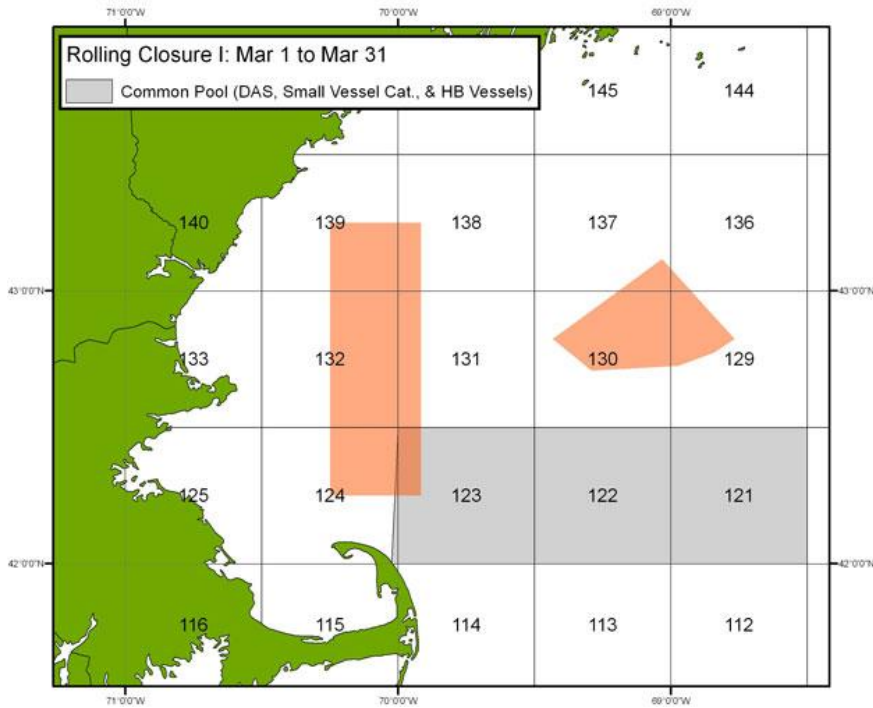 71°0'0"W 70°0'0"W 69°0'0"W
Rolling Closure I: Mar 1 to Mar 31
Common Pool (DAS, Small Vessel Cat., & HB Vessels)
145 144
140 139 138 137 136
43°0'0"N 43°0'0"N
133 132 131 130 129
125 124 123 122 121
42°0'0"N 42°0'0"N
116 115 114 113 112
71°0'0"W 70°0'0"W 69°0'0"W